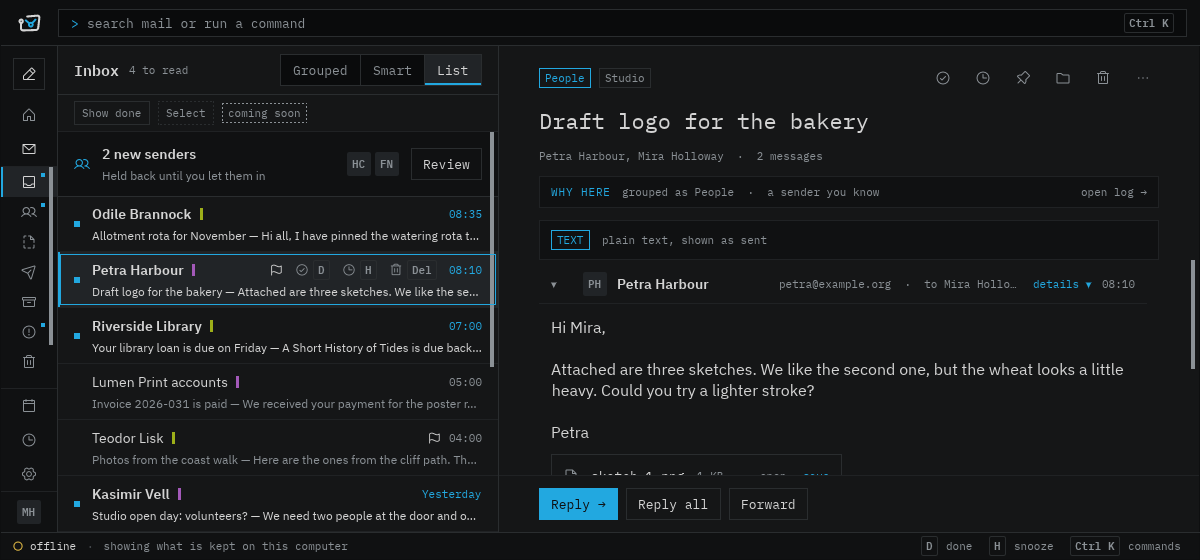 > search mail or run a command Ctrl K
Inbox 4 to read Grouped Smart List
Show done Select coming soon
2 new senders
Held back until you let them in
HC FN Review
Odile Brannock 08:35
Allotment rota for November — Hi all, I have pinned the watering rota t…
Petra Harbour D H Del 08:10
Draft logo for the bakery — Attached are three sketches. We like the se…
Riverside Library 07:00
Your library loan is due on Friday — A Short History of Tides is due back…
Lumen Print accounts 05:00
Invoice 2026-031 is paid — We received your payment for the poster r…
Teodor Lisk 04:00
Photos from the coast walk — Here are the ones from the cliff path. Th…
Kasimir Vell Yesterday
Studio open day: volunteers? — We need two people at the door and o…
People Studio
Draft logo for the bakery
Petra Harbour, Mira Holloway · 2 messages
WHY HERE grouped as People · a sender you know open log →
TEXT plain text, shown as sent
▾ PH Petra Harbour petra@example.org · to Mira Hollo… details ▾ 08:10
Hi Mira,
Attached are three sketches. We like the second one, but the wheat looks a little
heavy. Could you try a lighter stroke?
Petra
sketch-1.png 1 KB open save
Reply → Reply all Forward
MH
offline · showing what is kept on this computer D done H snooze Ctrl K commands